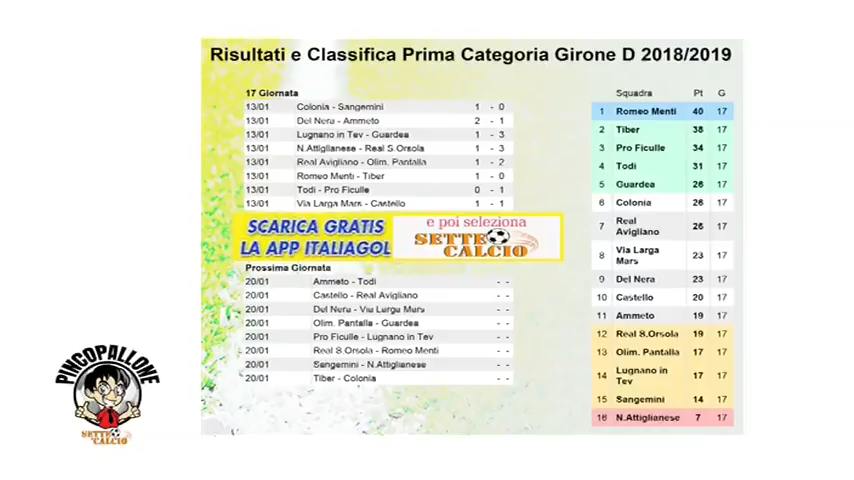 Risultati e Classifica Prima Categoria Girone D 2018/2019
17 Giornata
13/01 Colonia - Sangemini 1 - 0
13/01 Del Nera - Ammeto 2 - 1
13/01 Lugnano in Tev - Guardea 1 - 3
13/01 N.Attiglianese - Real S.Orsola 1 - 3
13/01 Real Avigliano - Olim. Pantalla 1 - 2
13/01 Romeo Menti - Tiber 1 - 0
13/01 Todi - Pro Ficulle 0 - 1
13/01 Via Larga Mars - Castello 1 - 1
SCARICA GRATIS
LA APP ITALIAGOL
e poi seleziona
SETTE
CALCIO
Prossima Giornata
20/01 Ammeto - Todi - -
20/01 Castello - Real Avigliano - -
20/01 Del Nera - Via Larga Mars - -
20/01 Olim. Pantalla - Guardea - -
20/01 Pro Ficulle - Lugnano in Tev - -
20/01 Real S.Orsola - Romeo Menti - -
20/01 Sangemini - N.Attiglianese - -
20/01 Tiber - Colonia - -
Squadra Pt G
1 Romeo Menti 40 17
2 Tiber 38 17
3 Pro Ficulle 34 17
4 Todi 31 17
5 Guardea 26 17
6 Colonia 26 17
7 Real
Avigliano 26 17
8 Via Larga
Mars 23 17
9 Del Nera 23 17
10 Castello 20 17
11 Ammeto 19 17
12 Real S.Orsola 19 17
13 Olim. Pantalla 17 17
14 Lugnano in
Tev 17 17
15 Sangemini 14 17
16 N.Attiglianese 7 17
PINCOPALLONE
SETTE
CALCIO